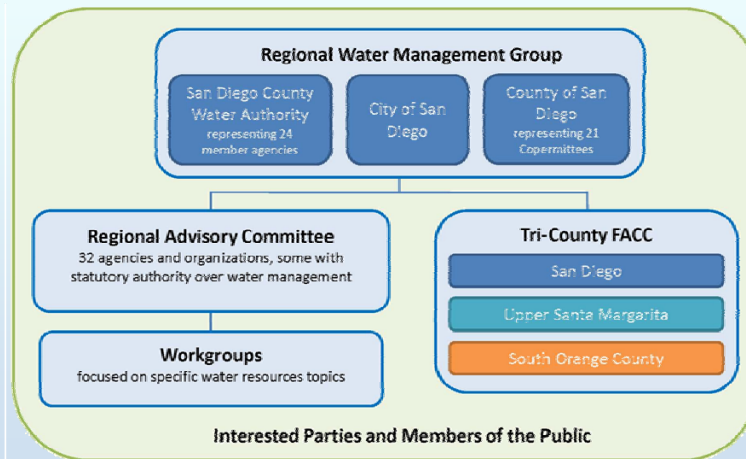 Regional Water Management Group
San Diego County
Water Authority
representing 24
member agencies
City of San
Diego
County of San
Diego
representing 21
Copermittees
Regional Advisory Committee
32 agencies and organizations, some with
statutory authority over water management
Workgroups
focused on specific water resources topics
Tri-County FACC
San Diego
Upper Santa Margarita
South Orange County
Interested Parties and Members of the Public